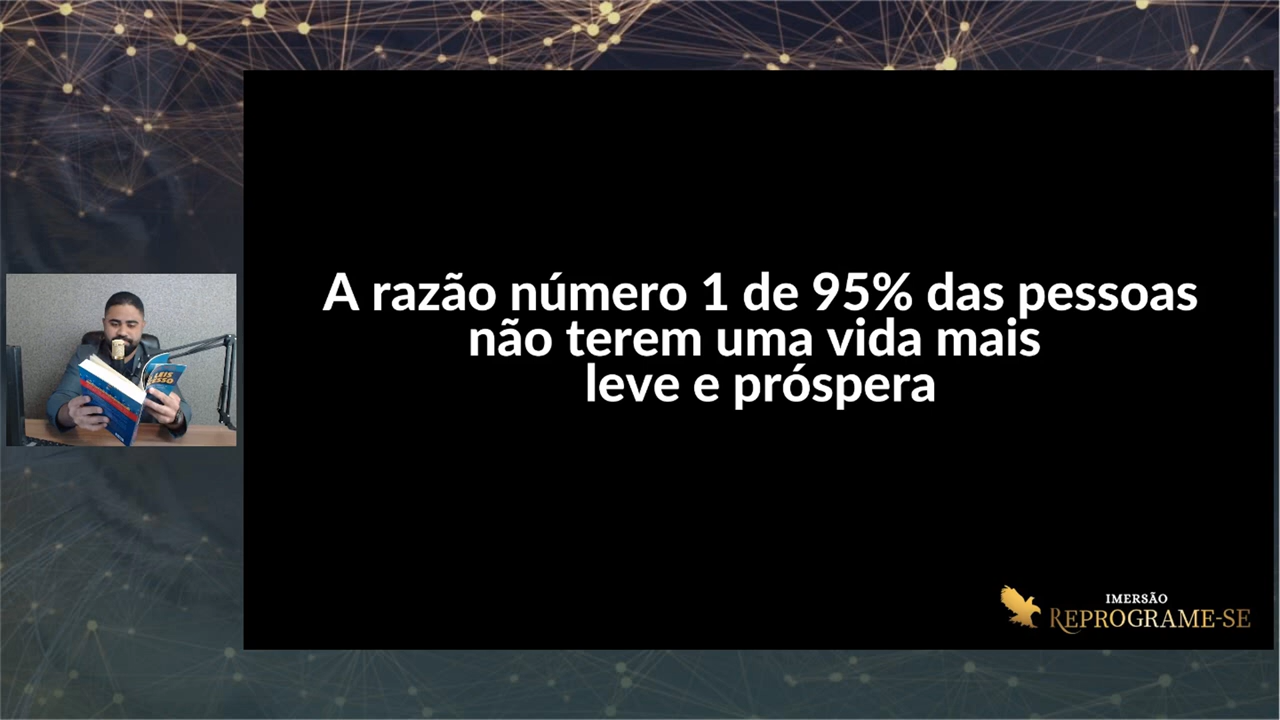 A razão número 1 de 95% das pessoas
não terem uma vida mais
leve e próspera
IMERSÃO
REPROGRAME-SE